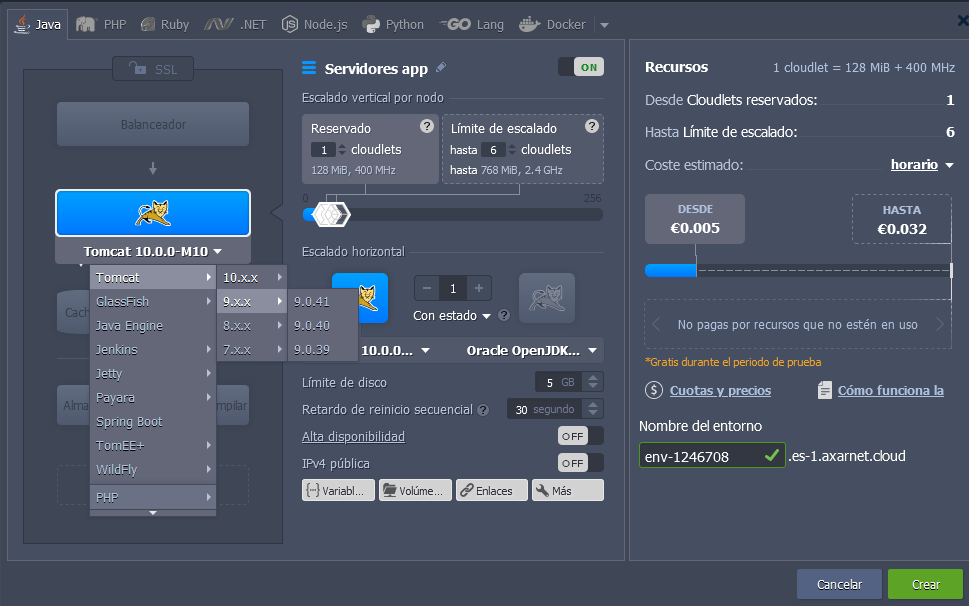 Java PHP Ruby .NET Node.js Python GO Lang Docker
SSL
Balanceador
Tomcat 10.0.0-M10
Tomcat
GlassFish
Java Engine
Jenkins
Jetty
Payara
Spring Boot
TomEE+
WildFly
PHP
10.x.x
9.x.x
8.x.x
7.x.x
9.0.41
9.0.40
9.0.39
Servidores app ON
Escalado vertical por nodo
Reservado ?
1 cloudlets
128 MiB, 400 MHz
Límite de escalado ?
hasta 6 cloudlets
hasta 768 MiB, 2.4 GHz
0 256
Escalado horizontal
1
Con estado ?
10.0.0... Oracle OpenJDK...
Límite de disco 5 GB
Retardo de reinicio secuencial ? 30 segundo
Alta disponibilidad OFF
IPv4 pública OFF
Variabl... Volúme... Enlaces Más
Recursos 1 cloudlet = 128 MiB + 400 MHz
Desde Cloudlets reservados: 1
Hasta Límite de escalado: 6
Coste estimado: horario
DESDE
€0.005
HASTA
€0.032
No pagas por recursos que no estén en uso
*Gratis durante el periodo de prueba
$ Cuotas y precios Cómo funciona la
Nombre del entorno
env-1246708 .es-1.axarnet.cloud
Cancelar Crear